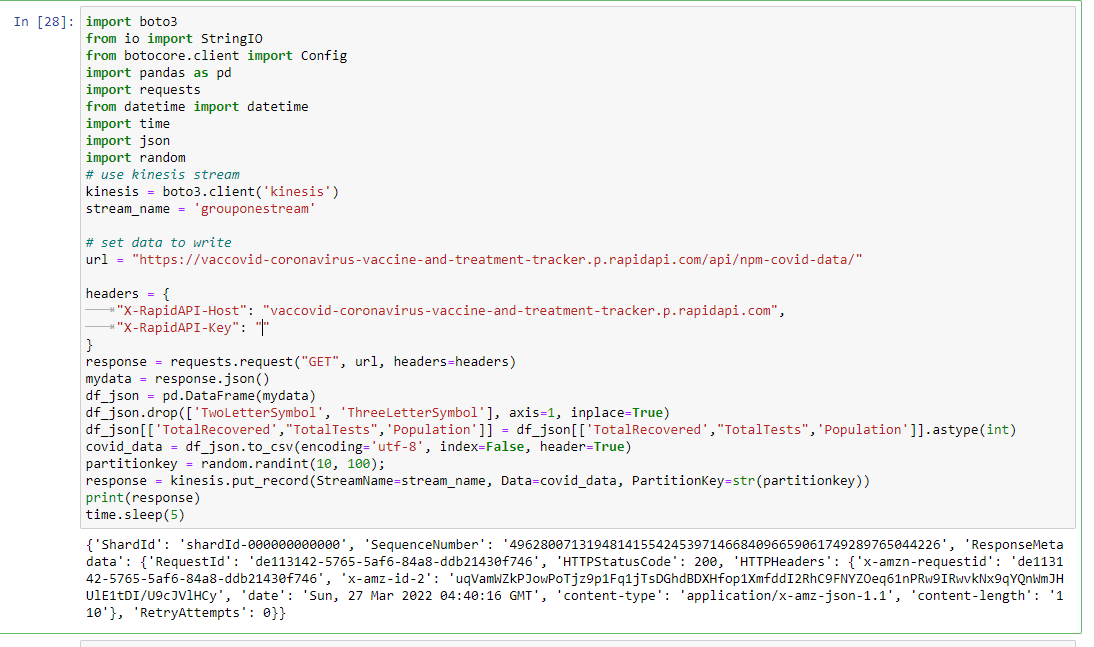 In [28]:
import boto3
from io import StringIO
from botocore.client import Config
import pandas as pd
import requests
from datetime import datetime
import time
import json
import random
# use kinesis stream
kinesis = boto3.client('kinesis')
stream_name = 'grouponestream'
# set data to write
url = "https://vaccovid-coronavirus-vaccine-and-treatment-tracker.p.rapidapi.com/api/npm-covid-data/"
headers = {
"X-RapidAPI-Host": "vaccovid-coronavirus-vaccine-and-treatment-tracker.p.rapidapi.com",
"X-RapidAPI-Key": ""
}
response = requests.request("GET", url, headers=headers)
mydata = response.json()
df_json = pd.DataFrame(mydata)
df_json.drop(['TwoLetterSymbol', 'ThreeLetterSymbol'], axis=1, inplace=True)
df_json[['TotalRecovered',"TotalTests",'Population']] = df_json[['TotalRecovered',"TotalTests",'Population']].astype(int)
covid_data = df_json.to_csv(encoding='utf-8', index=False, header=True)
partitionkey = random.randint(10, 100);
response = kinesis.put_record(StreamName=stream_name, Data=covid_data, PartitionKey=str(partitionkey))
print(response)
time.sleep(5)
{'ShardId': 'shardId-000000000000', 'SequenceNumber': '49628007131948141554245397146684096659061749289765044226', 'ResponseMeta
data': {'RequestId': 'de113142-5765-5af6-84a8-ddb21430f746', 'HTTPStatusCode': 200, 'HTTPHeaders': {'x-amzn-requestid': 'de1131
42-5765-5af6-84a8-ddb21430f746', 'x-amz-id-2': 'uqVamWZkPJowPoTjz9p1Fq1jTsDGhdBDXHfop1XmfddI2RhC9FNYZOeq61nPRw9IRwvkNx9qYQnWmJH
UlE1tDI/U9cJVlHCy', 'date': 'Sun, 27 Mar 2022 04:40:16 GMT', 'content-type': 'application/x-amz-json-1.1', 'content-length': '1
10'}, 'RetryAttempts': 0}}